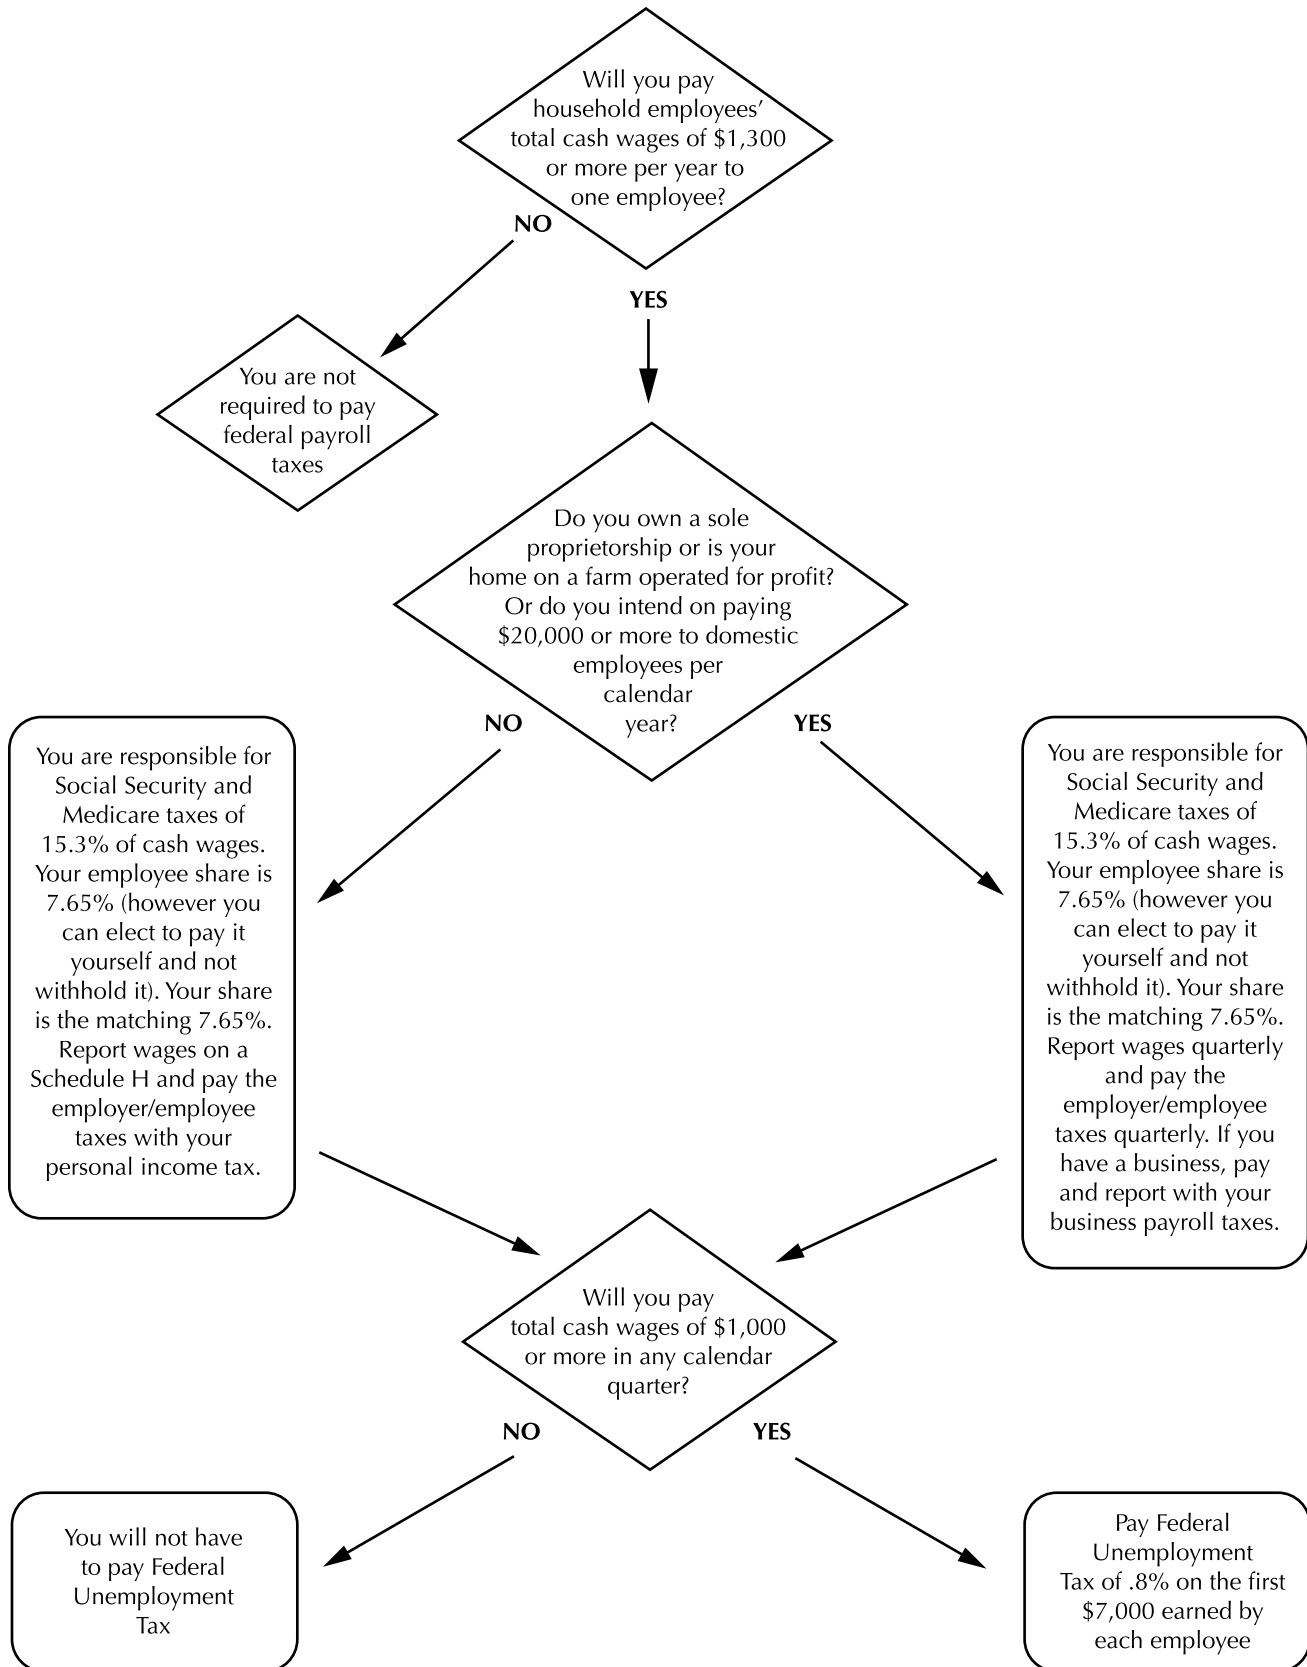 Will you pay
household employees’
total cash wages of $1,300
or more per year to
one employee?
NO
YES
You are not
required to pay
federal payroll
taxes
Do you own a sole
proprietorship or is your
home on a farm operated for profit?
Or do you intend on paying
$20,000 or more to domestic
employees per
calendar
year?
NO
YES
You are responsible for
Social Security and
Medicare taxes of
15.3% of cash wages.
Your employee share is
7.65% (however you
can elect to pay it
yourself and not
withhold it). Your share
is the matching 7.65%.
Report wages on a
Schedule H and pay the
employer/employee
taxes with your
personal income tax.
You are responsible for
Social Security and
Medicare taxes of
15.3% of cash wages.
Your employee share is
7.65% (however you
can elect to pay it
yourself and not
withhold it). Your share
is the matching 7.65%.
Report wages quarterly
and pay the
employer/employee
taxes quarterly. If you
have a business, pay
and report with your
business payroll taxes.
Will you pay
total cash wages of $1,000
or more in any calendar
quarter?
NO
YES
You will not have
to pay Federal
Unemployment
Tax
Pay Federal
Unemployment
Tax of .8% on the first
$7,000 earned by
each employee